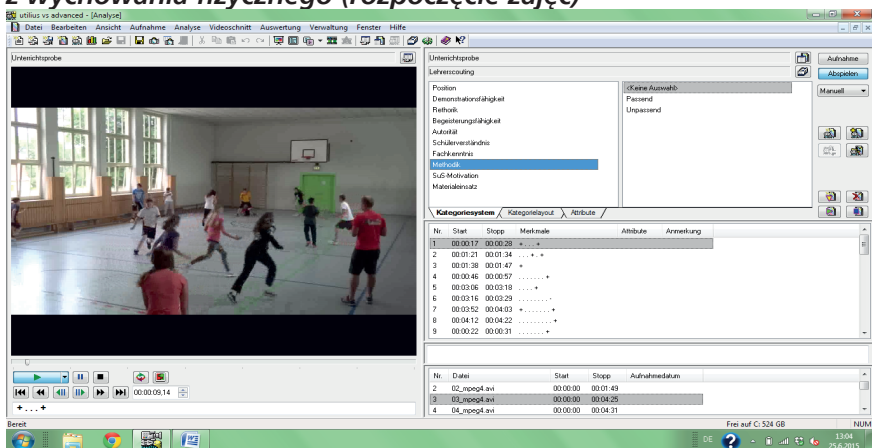 z wychowania fizycznego (rozpoczęcie zajęć)
utilius vs advanced - [Analyse]
Datei Bearbeiten Ansicht Aufnahme Analyse Videoschnitt Auswertung Verwaltung Fenster Hilfe
Unterrichtsprobe
Unterrichtsprobe
Aufnahme
Lehrerscouting
Abspielen
Position
<Keine Auswahl>
Manuell
Demonstrationsfähigkeit
Passend
Rethorik
Unpassend
Begeisterungsfähigkeit
Autorität
Schülerverständnis
Fachkenntnis
Methodik
SuS-Motivation
Materialeinsatz
Kategoriesystem Kategorielayout Attribute
Nr. Start Stopp Merkmale Attribute Anmerkung
1 00:00:17 00:00:28 + . . . +
2 00:01:21 00:01:34 . . . + . +
3 00:01:38 00:01:47 +
4 00:00:46 00:00:57 . . . . . . . +
5 00:03:06 00:03:18 . . . . +
6 00:03:16 00:03:29 . . . . . . . . -
7 00:03:52 00:04:03 + . . . . . . . +
8 00:04:12 00:04:22 . . . . . . . . . +
9 00:00:22 00:00:31 . . . . . . . +
Nr. Datei Start Stopp Aufnahmedatum
2 02_mpeg4.avi 00:00:00 00:01:49
3 03_mpeg4.avi 00:00:00 00:04:25
4 04_mpeg4.avi 00:00:00 00:04:31
00:00:09,14
+ . . . +
Bereit
Frei auf C: 524 GB NUM
DE
13:04
25.6.2015